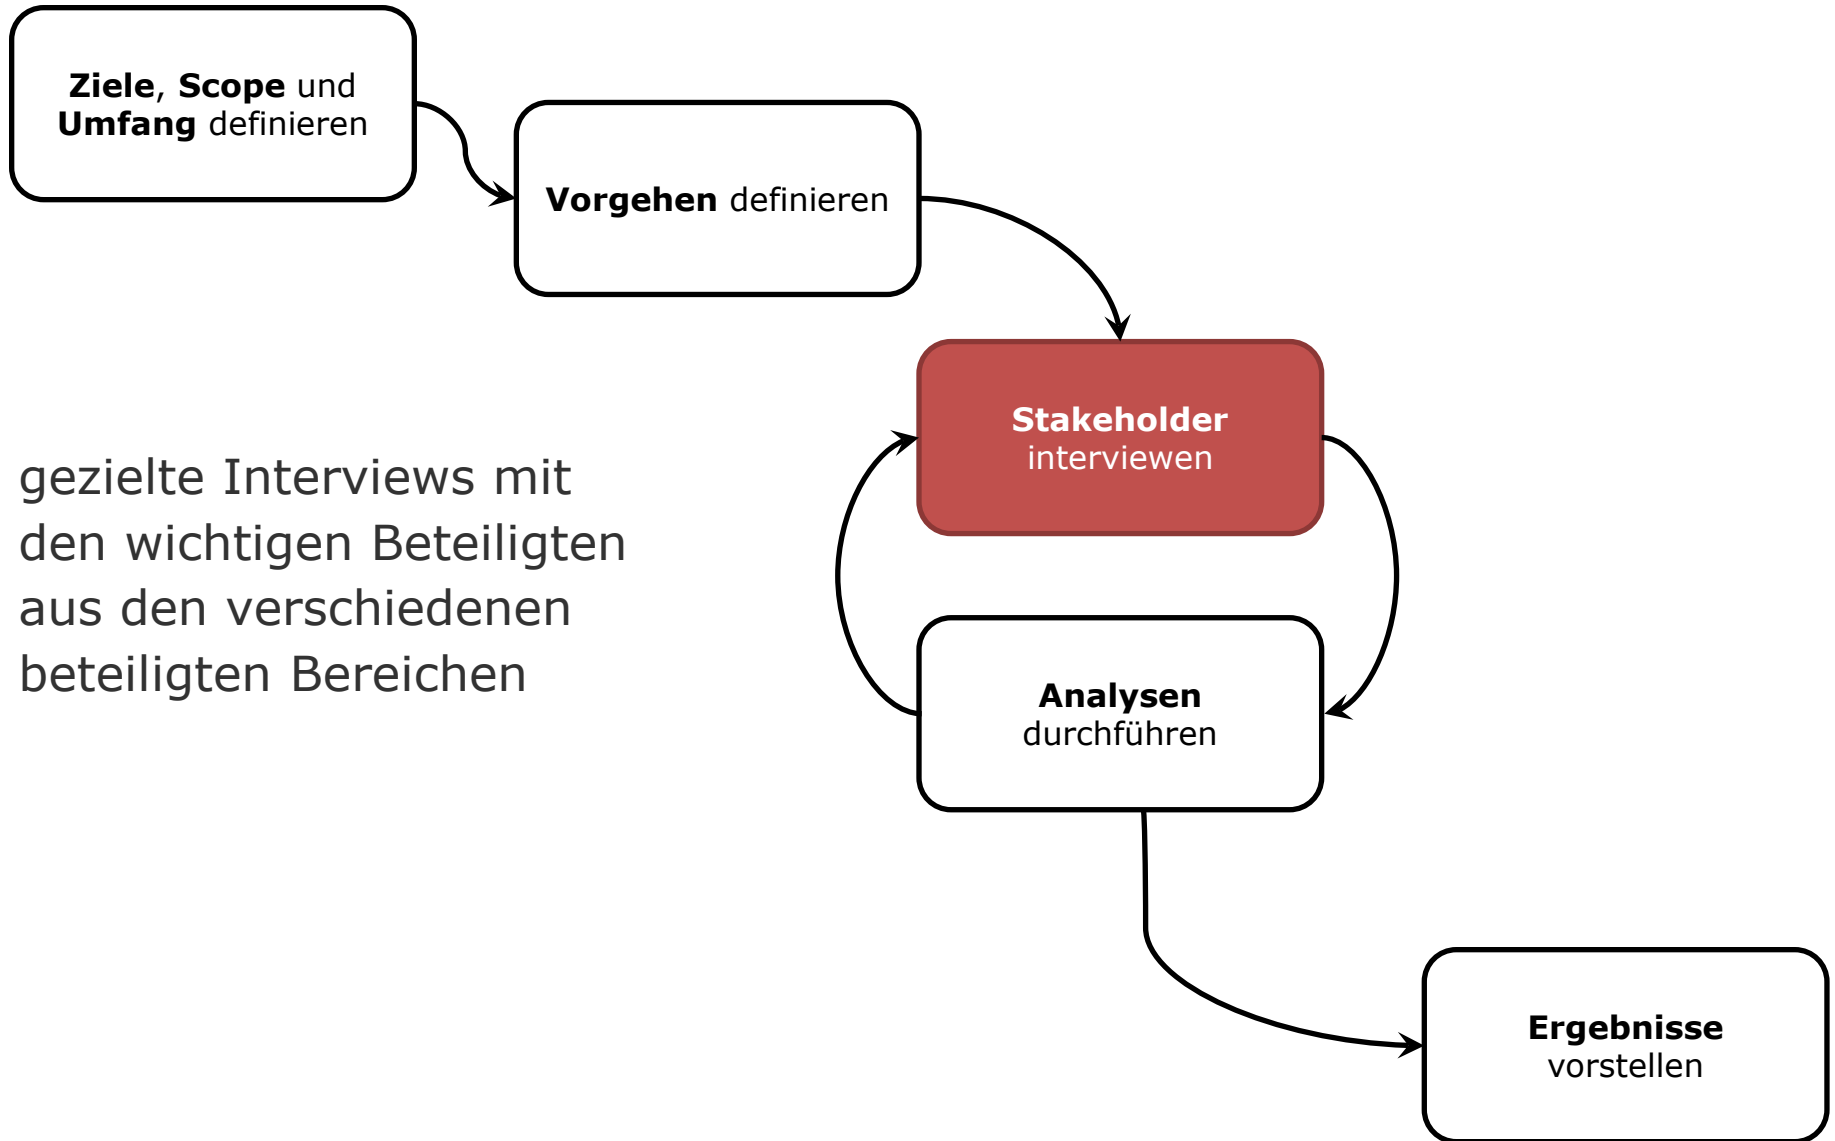 Ziele, Scope und
Umfang definieren
Vorgehen definieren
Stakeholder
interviewen
gezielte Interviews mit
den wichtigen Beteiligten
aus den verschiedenen
beteiligten Bereichen
Analysen
durchführen
Ergebnisse
vorstellen